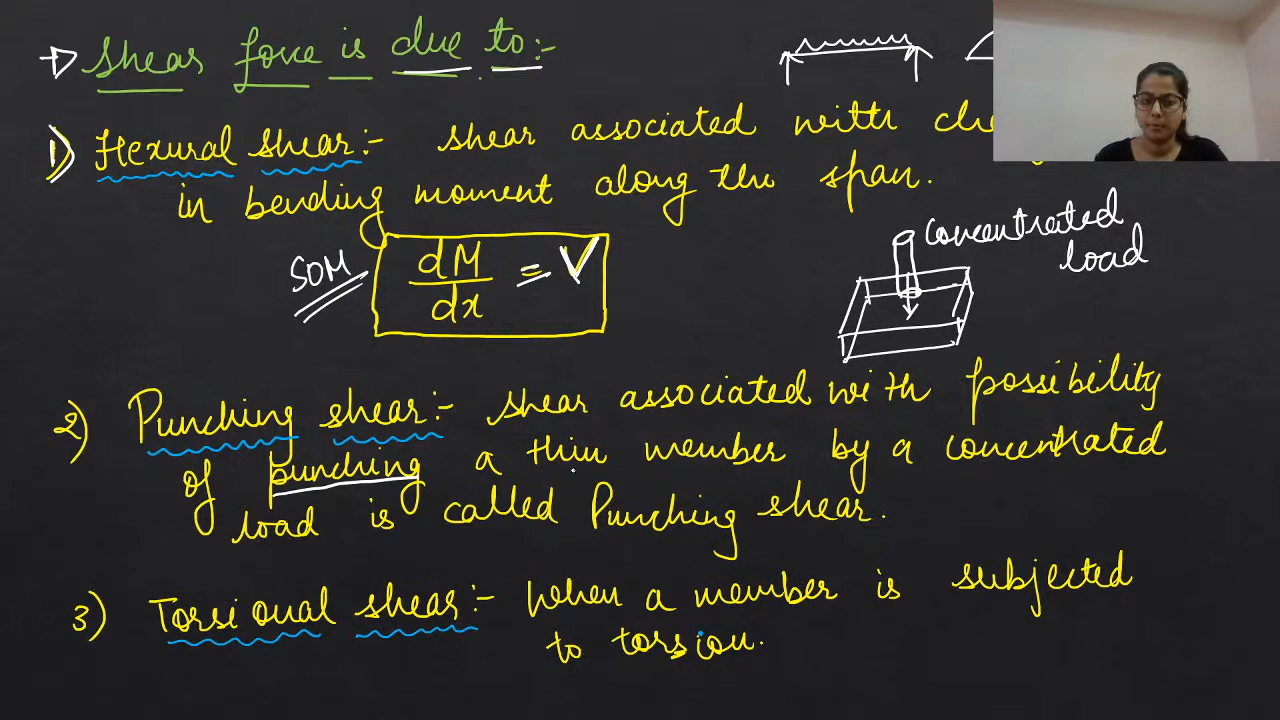 Shear force is due to:-
1) Flexural shear:- shear associated with
in bending moment along the span.
SOM dM/dx = V
Concentrated
load
2) Punching shear:- shear associated with possibility
of punching a thin member by a concentrated
load is called Punching shear.
3) Torsional shear:- When a member is subjected
to torsion.